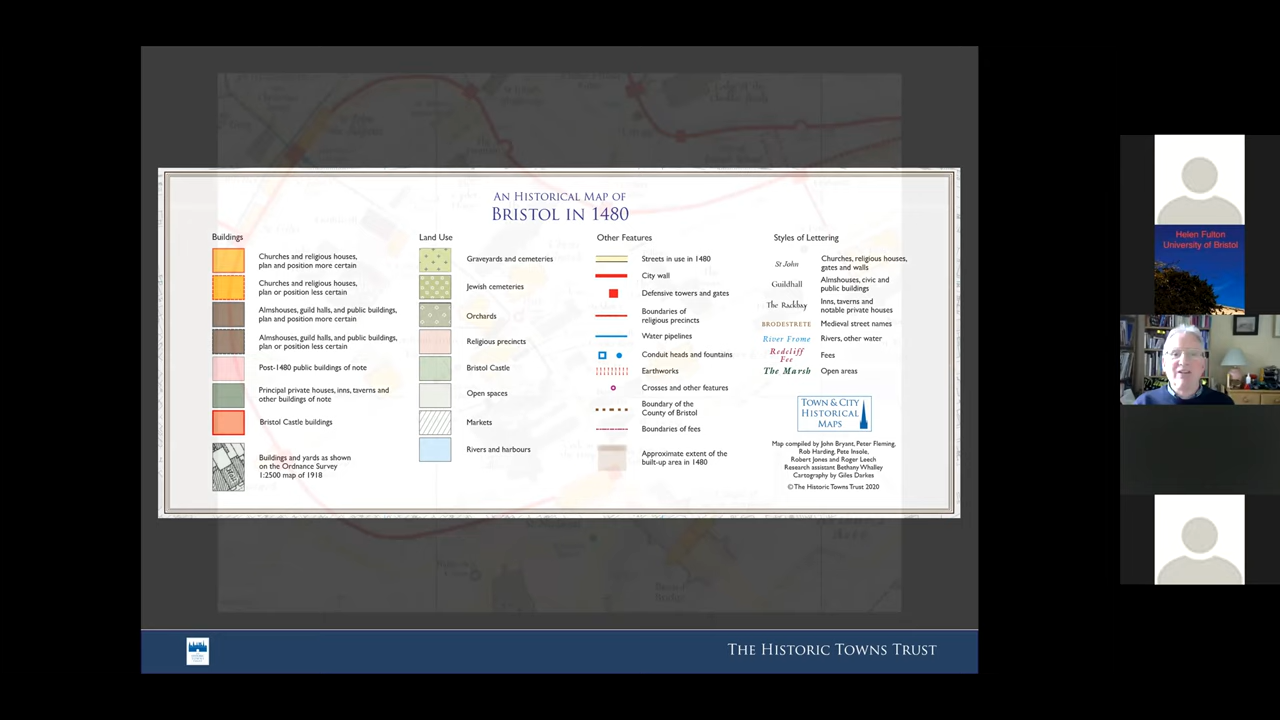 AN HISTORICAL MAP OF
BRISTOL IN 1480
Buildings
Churches and religious houses,
plan and position more certain
Churches and religious houses,
plan or position less certain
Almshouses, guild halls, and public buildings,
plan and position more certain
Almshouses, guild halls, and public buildings,
plan or position less certain
Post-1480 public buildings of note
Principal private houses, inns, taverns and
other buildings of note
Bristol Castle buildings
Buildings and yards as shown
on the Ordnance Survey
1:2500 map of 1918
Land Use
Graveyards and cemeteries
Jewish cemeteries
Orchards
Religious precincts
Bristol Castle
Open spaces
Markets
Rivers and harbours
Other Features
Streets in use in 1480
City wall
Defensive towers and gates
Boundaries of
religious precincts
Water pipelines
Conduit heads and fountains
Earthworks
Crosses and other features
Boundary of the
County of Bristol
Boundaries of fees
Approximate extent of the
built-up area in 1480
Styles of Lettering
St John
Churches, religious houses,
gates and walls
Guildhall
Almshouses, civic and
public buildings
The Rackhay
Inns, taverns and
notable private houses
BRODESTRETE
Medieval street names
River Frome
Rivers, other water
Redcliff
Fee
Fees
The Marsh
Open areas
TOWN & CITY
HISTORICAL
MAPS
Map compiled by John Bryant, Peter Fleming,
Rob Harding, Pete Insole,
Robert Jones and Roger Leech
Research assistant Bethany Whalley
Cartography by Giles Darkes
© The Historic Towns Trust 2020
THE HISTORIC TOWNS TRUST
Helen Fulton
University of Bristol